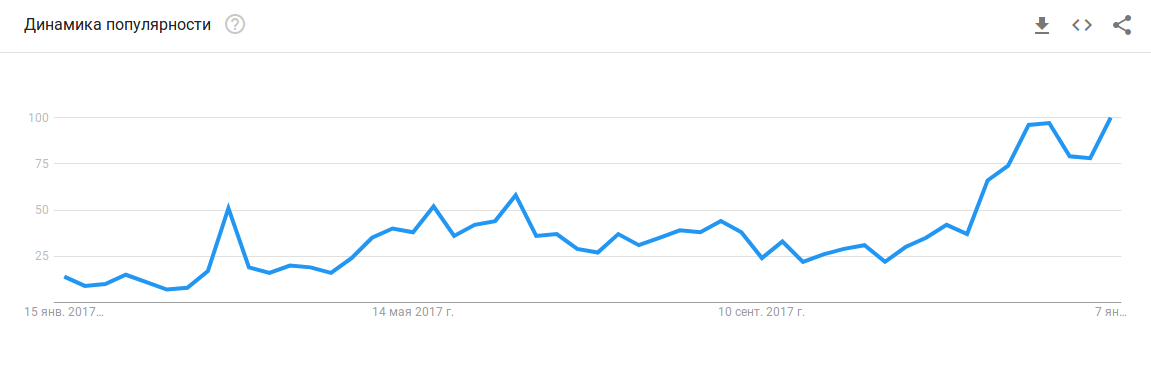 Динамика популярности ?
100
75
50
25
15 янв. 2017…
14 мая 2017 г.
10 сент. 2017 г.
7 ян…